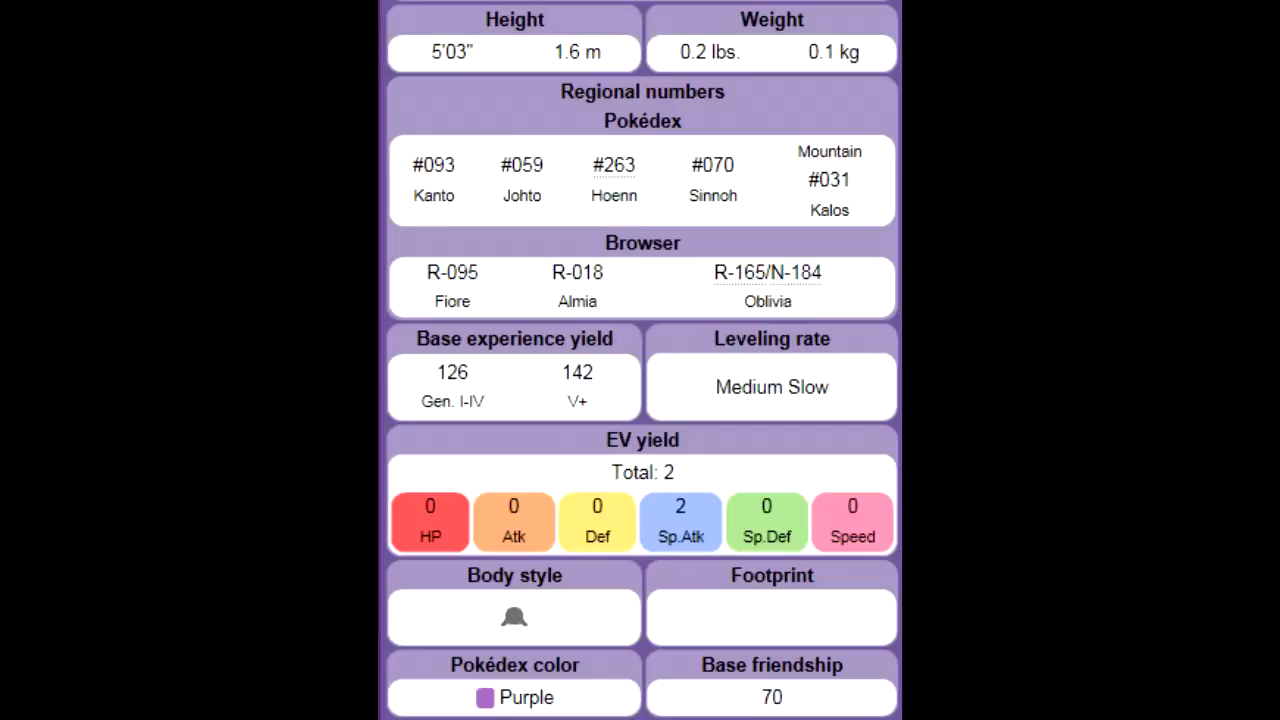 Height Weight
5'03" 1.6 m 0.2 lbs. 0.1 kg
Regional numbers
Pokédex
#093 #059 #263 #070 Mountain #031
Kanto Johto Hoenn Sinnoh Kalos
Browser
R-095 R-018 R-165/N-184
Fiore Almia Oblivia
Base experience yield Leveling rate
126 142 Medium Slow
Gen. I-IV V+
EV yield
Total: 2
0 0 0 2 0 0
HP Atk Def Sp.Atk Sp.Def Speed
Body style Footprint
Pokédex color Base friendship
Purple 70